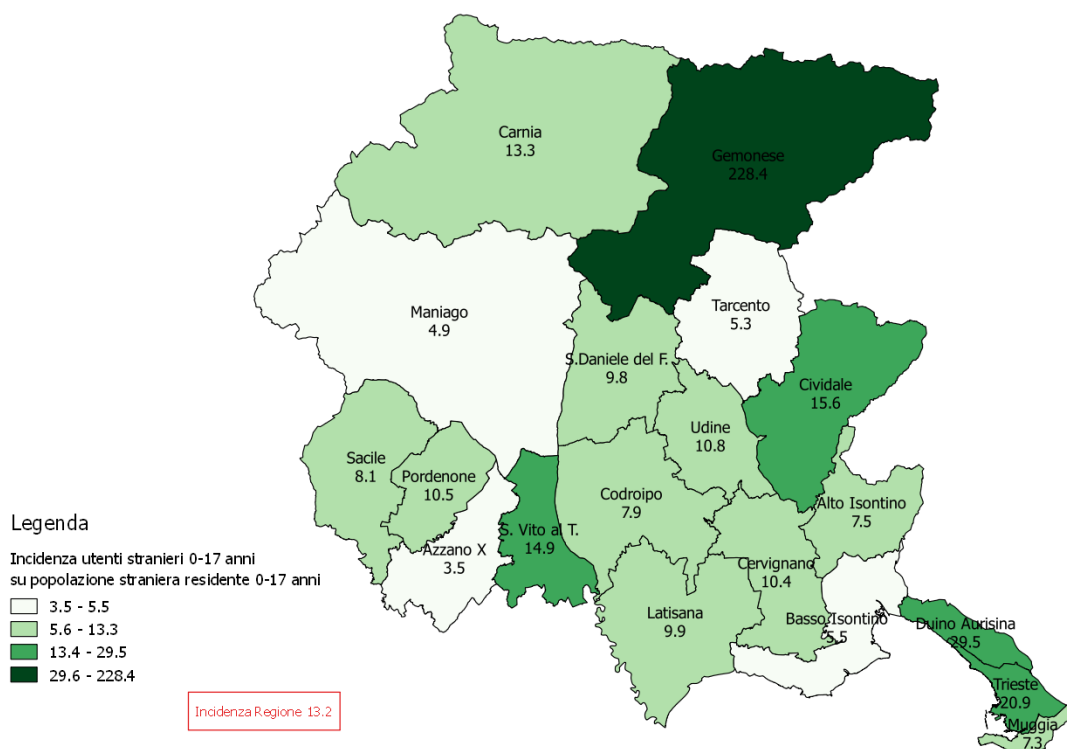 Carnia
13.3
Gemonese
228.4
Maniago
4.9
Tarcento
5.3
S.Daniele del F.
9.8
Cividale
15.6
Udine
10.8
Sacile
8.1
Pordenone
10.5
Codroipo
7.9
Alto Isontino
7.5
S. Vito al T.
14.9
Azzano X
3.5
Cervignano
10.4
Latisana
9.9
Basso Isontino
5.5
Duino Aurisina
29.5
Trieste
20.9
Muggia
7.3
Legenda
Incidenza utenti stranieri 0-17 anni
su popolazione straniera residente 0-17 anni
3.5 - 5.5
5.6 - 13.3
13.4 - 29.5
29.6 - 228.4
Incidenza Regione 13.2